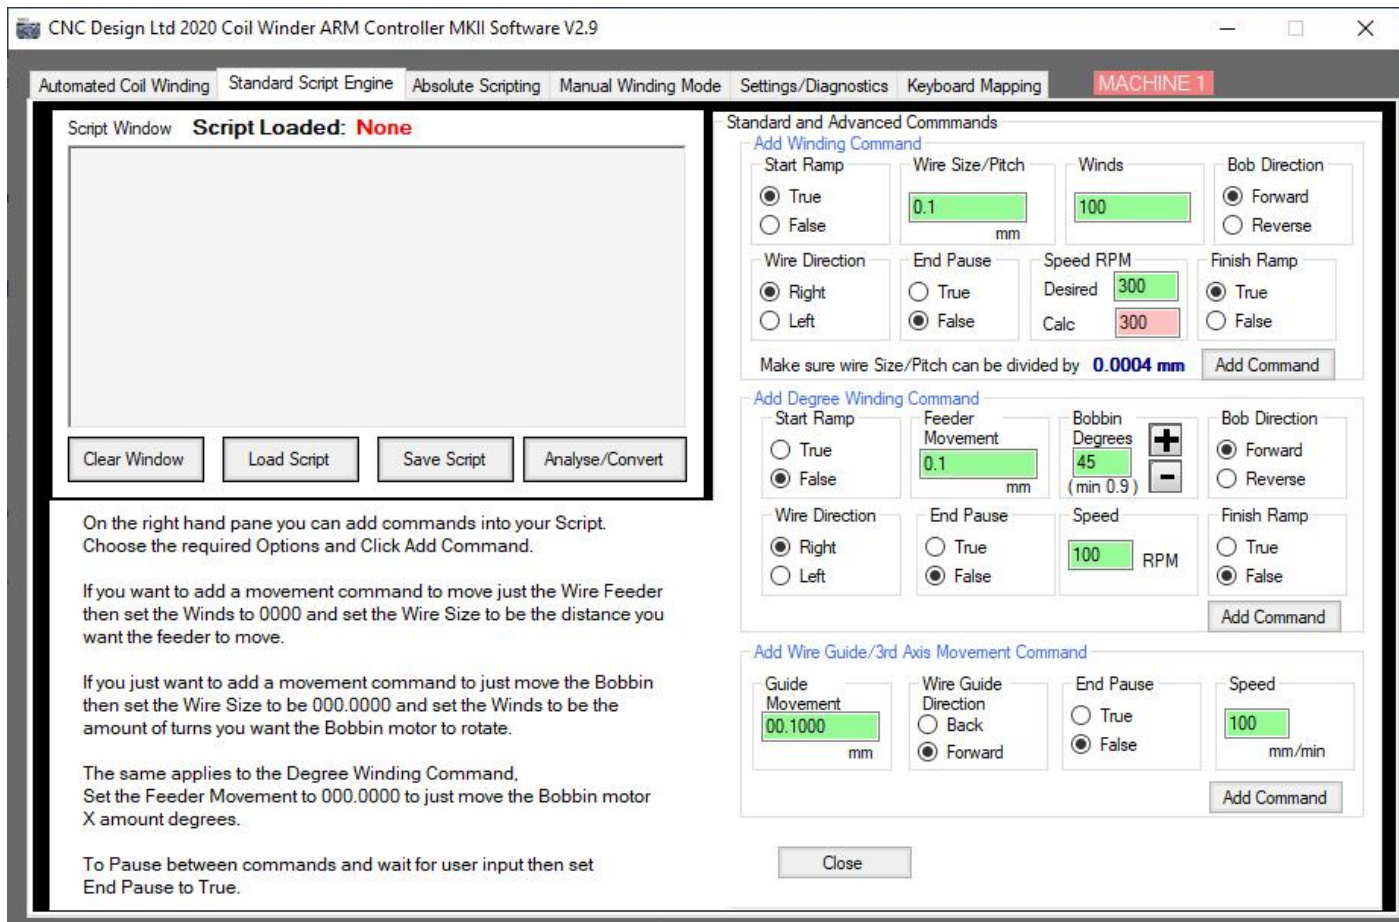 CNC Design Ltd 2020 Coil Winder ARM Controller MKII Software V2.9
Automated Coil Winding Standard Script Engine Absolute Scripting Manual Winding Mode Settings/Diagnostics Keyboard Mapping MACHINE 1
Script Window Script Loaded: None
Clear Window Load Script Save Script Analyse/Convert
On the right hand pane you can add commands into your Script.
Choose the required Options and Click Add Command.
If you want to add a movement command to move just the Wire Feeder
then set the Winds to 0000 and set the Wire Size to be the distance you
want the feeder to move.
If you just want to add a movement command to just move the Bobbin
then set the Wire Size to be 000.0000 and set the Winds to be the
amount of turns you want the Bobbin motor to rotate.
The same applies to the Degree Winding Command,
Set the Feeder Movement to 000.0000 to just move the Bobbin motor
X amount degrees.
To Pause between commands and wait for user input then set
End Pause to True.
Standard and Advanced Commmands
Add Winding Command
Start Ramp Wire Size/Pitch Winds Bob Direction
True 0.1 100 Forward
False mm Reverse
Wire Direction End Pause Speed RPM Finish Ramp
Right True Desired 300 True
Left False Calc 300 False
Make sure wire Size/Pitch can be divided by 0.0004 mm Add Command
Add Degree Winding Command
Start Ramp Feeder Bobbin Bob Direction
Movement Degrees +
True 0.1 45 Forward
False mm ( min 0.9 ) - Reverse
Wire Direction End Pause Speed Finish Ramp
Right True 100 RPM True
Left False False
Add Command
Add Wire Guide/3rd Axis Movement Command
Guide Wire Guide End Pause Speed
Movement Direction
00.1000 Back True 100
mm Forward False mm/min
Add Command
Close